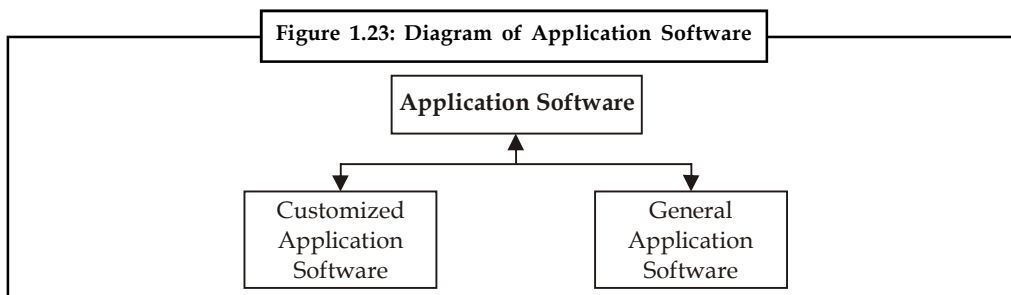 Figure 1.23: Diagram of Application Software
Application Software
Customized
Application
Software
General
Application
Software